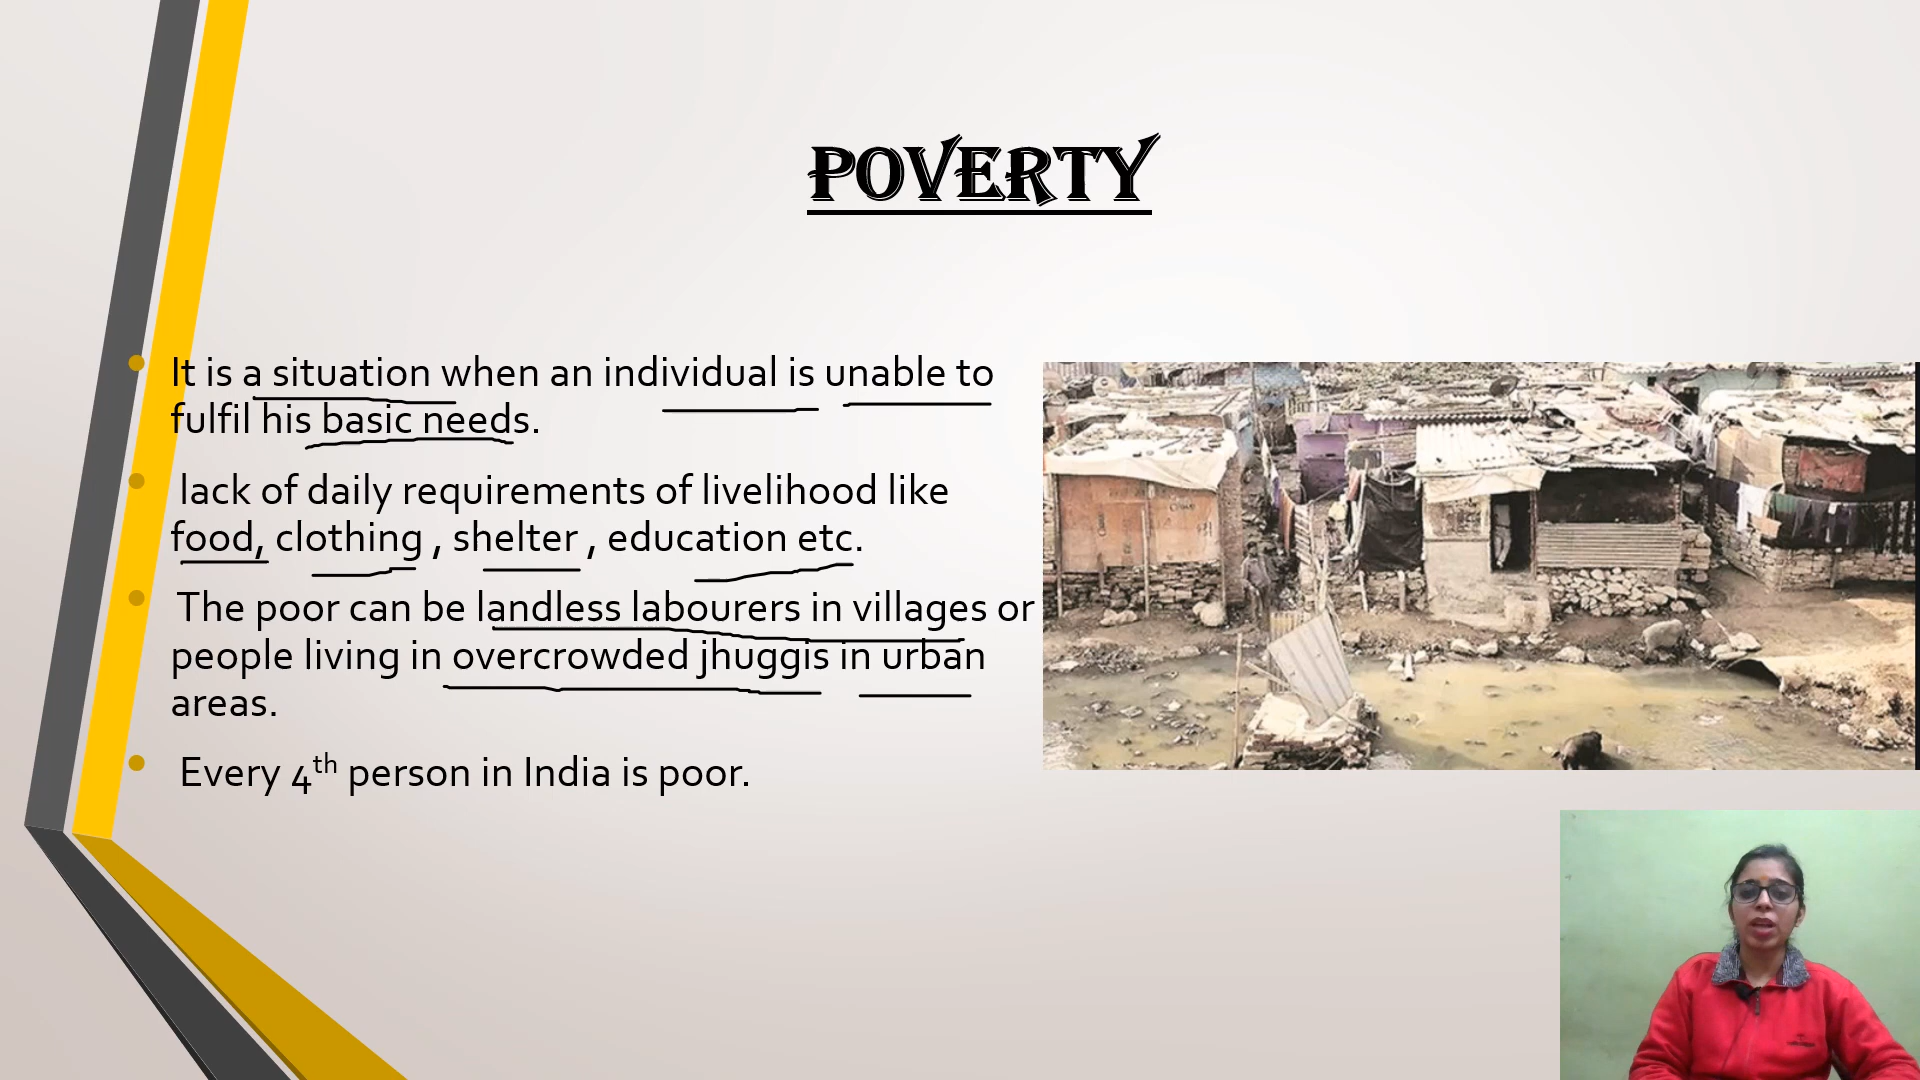 POVERTY
It is a situation when an individual is unable to
fulfil his basic needs.
lack of daily requirements of livelihood like
food, clothing , shelter , education etc.
The poor can be landless labourers in villages or
people living in overcrowded jhuggis in urban
areas.
Every 4th person in India is poor.